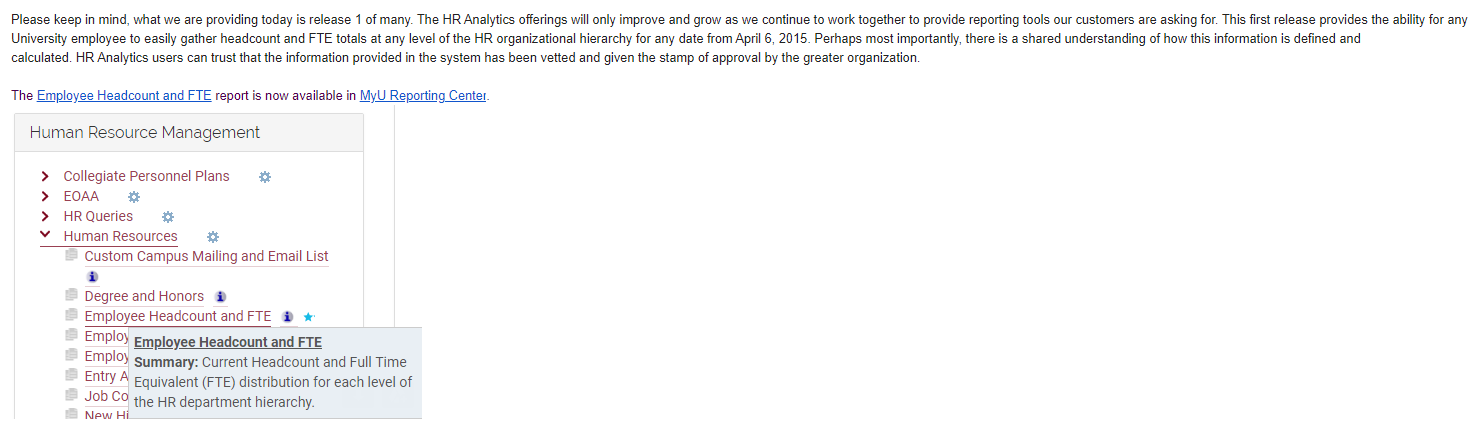 Please keep in mind, what we are providing today is release 1 of many. The HR Analytics offerings will only improve and grow as we continue to work together to provide reporting tools our customers are asking for. This first release provides the ability for any
University employee to easily gather headcount and FTE totals at any level of the HR organizational hierarchy for any date from April 6, 2015. Perhaps most importantly, there is a shared understanding of how this information is defined and
calculated. HR Analytics users can trust that the information provided in the system has been vetted and given the stamp of approval by the greater organization.
The Employee Headcount and FTE report is now available in MyU Reporting Center.
Human Resource Management
Collegiate Personnel Plans
EOAA
HR Queries
Human Resources
Custom Campus Mailing and Email List
Degree and Honors
Employee Headcount and FTE
Employ
Employ
Entry A
Job Co
New Hi
Employee Headcount and FTE
Summary: Current Headcount and Full Time
Equivalent (FTE) distribution for each level of
the HR department hierarchy.